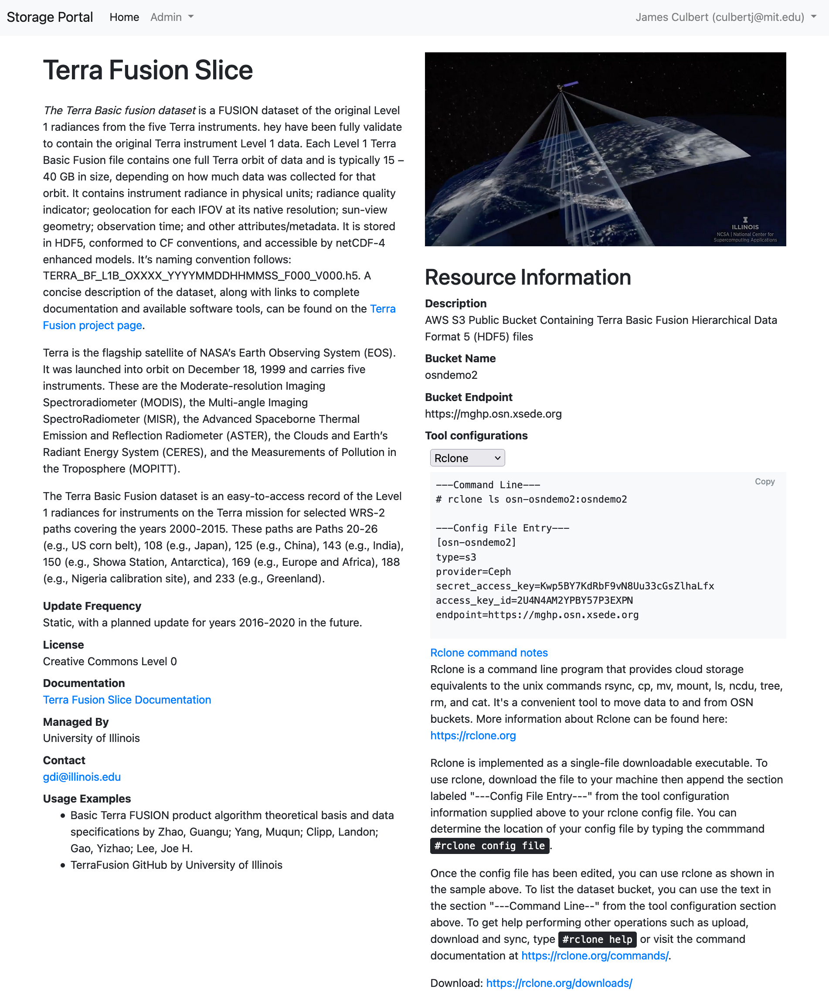 Storage Portal Home Admin James Culbert (culbertj@mit.edu)
Terra Fusion Slice
The Terra Basic fusion dataset is a FUSION dataset of the original Level
1 radiances from the five Terra instruments. hey have been fully validate
to contain the original Terra instrument Level 1 data. Each Level 1 Terra
Basic Fusion file contains one full Terra orbit of data and is typically 15 –
40 GB in size, depending on how much data was collected for that
orbit. It contains instrument radiance in physical units; radiance quality
indicator; geolocation for each IFOV at its native resolution; sun-view
geometry; observation time; and other attributes/metadata. It is stored
in HDF5, conformed to CF conventions, and accessible by netCDF-4
enhanced models. It’s naming convention follows:
TERRA_BF_L1B_OXXXX_YYYYMMDDHHMMSS_F000_V000.h5. A
concise description of the dataset, along with links to complete
documentation and available software tools, can be found on the Terra
Fusion project page.
Terra is the flagship satellite of NASA’s Earth Observing System (EOS).
It was launched into orbit on December 18, 1999 and carries five
instruments. These are the Moderate-resolution Imaging
Spectroradiometer (MODIS), the Multi-angle Imaging
SpectroRadiometer (MISR), the Advanced Spaceborne Thermal
Emission and Reflection Radiometer (ASTER), the Clouds and Earth’s
Radiant Energy System (CERES), and the Measurements of Pollution in
the Troposphere (MOPITT).
The Terra Basic Fusion dataset is an easy-to-access record of the Level
1 radiances for instruments on the Terra mission for selected WRS-2
paths covering the years 2000-2015. These paths are Paths 20-26
(e.g., US corn belt), 108 (e.g., Japan), 125 (e.g., China), 143 (e.g., India),
150 (e.g., Showa Station, Antarctica), 169 (e.g., Europe and Africa), 188
(e.g., Nigeria calibration site), and 233 (e.g., Greenland).
Update Frequency
Static, with a planned update for years 2016-2020 in the future.
License
Creative Commons Level 0
Documentation
Terra Fusion Slice Documentation
Managed By
University of Illinois
Contact
gdi@illinois.edu
Usage Examples
• Basic Terra FUSION product algorithm theoretical basis and data
specifications by Zhao, Guangu; Yang, Muqun; Clipp, Landon;
Gao, Yizhao; Lee, Joe H.
• TerraFusion GitHub by University of Illinois
I
ILLINOIS
NCSA | National Center for
Supercomputing Applications
Resource Information
Description
AWS S3 Public Bucket Containing Terra Basic Fusion Hierarchical Data
Format 5 (HDF5) files
Bucket Name
osndemo2
Bucket Endpoint
https://mghp.osn.xsede.org
Tool configurations
Rclone
Copy
---Command Line---
# rclone ls osn-osndemo2:osndemo2
---Config File Entry---
[osn-osndemo2]
type=s3
provider=Ceph
secret_access_key=Kwp5BY7KdRbF9vN8Uu33cGsZlhaLfx
access_key_id=2U4N4AM2YPBY57P3EXPN
endpoint=https://mghp.osn.xsede.org
Rclone command notes
Rclone is a command line program that provides cloud storage
equivalents to the unix commands rsync, cp, mv, mount, ls, ncdu, tree,
rm, and cat. It's a convenient tool to move data to and from OSN
buckets. More information about Rclone can be found here:
https://rclone.org
Rclone is implemented as a single-file downloadable executable. To
use rclone, download the file to your machine then append the section
labeled "---Config File Entry---" from the tool configuration
information supplied above to your rclone config file. You can
determine the location of your config file by typing the commmand
#rclone config file.
Once the config file has been edited, you can use rclone as shown in
the sample above. To list the dataset bucket, you can use the text in
the section "---Command Line--" from the tool configuration section
above. To get help performing other operations such as upload,
download and sync, type #rclone help or visit the command
documentation at https://rclone.org/commands/.
Download: https://rclone.org/downloads/